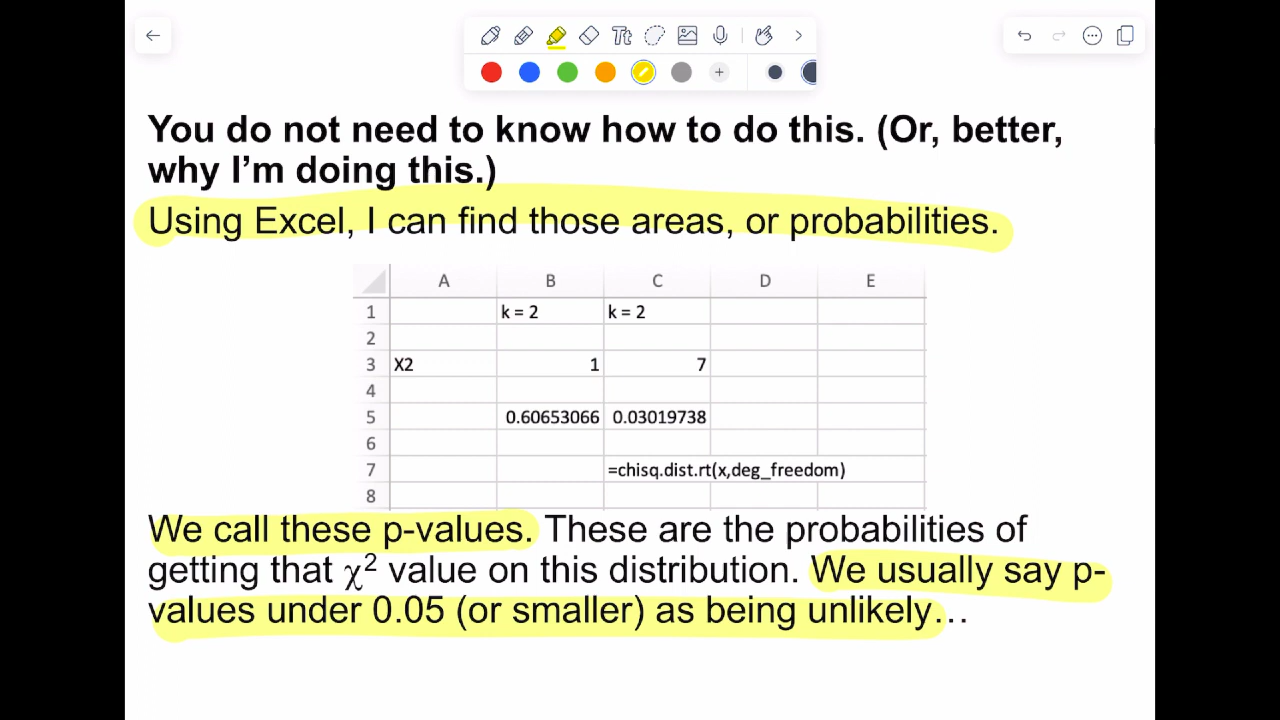 Tt
You do not need to know how to do this. (Or, better,
why I’m doing this.)
Using Excel, I can find those areas, or probabilities.
A B C D E
1 k = 2 k = 2
2
3 X2 1 7
4
5 0.60653066 0.03019738
6
7 =chisq.dist.rt(x,deg_freedom)
8
We call these p-values. These are the probabilities of
getting that χ² value on this distribution. We usually say p-
values under 0.05 (or smaller) as being unlikely…